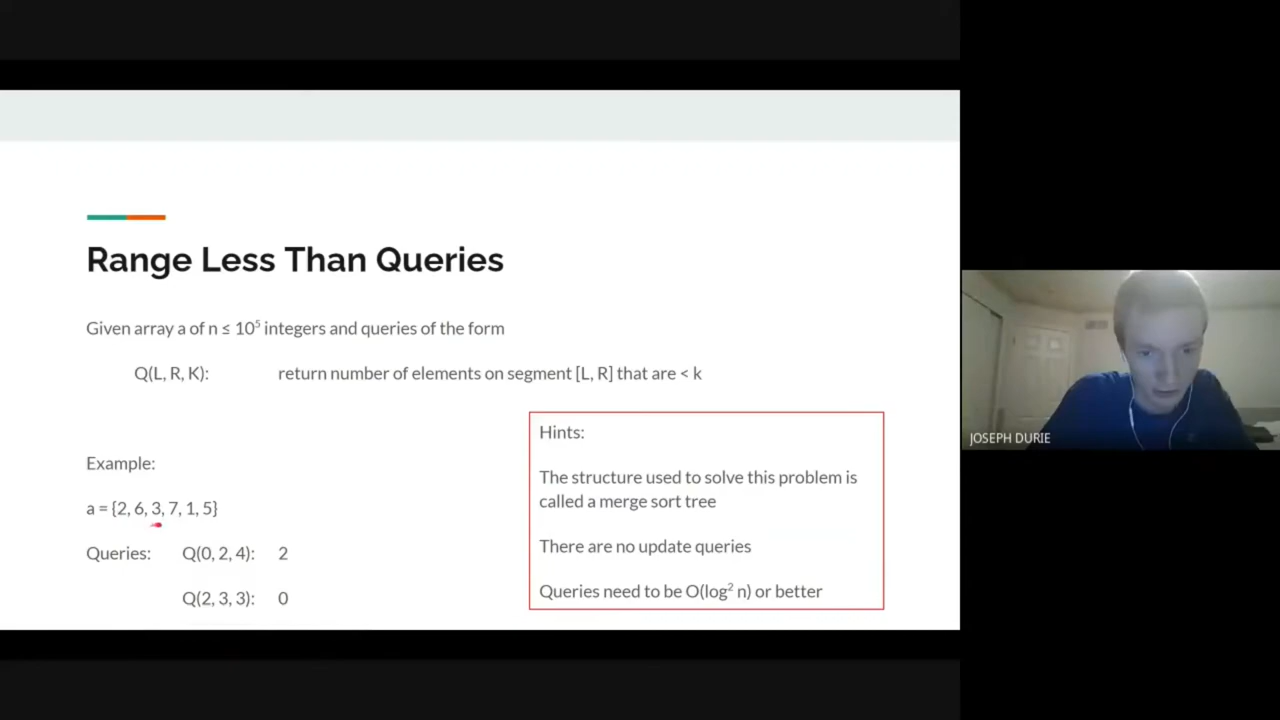 Range Less Than Queries
Given array a of n ≤ 10⁵ integers and queries of the form
Q(L, R, K): return number of elements on segment [L, R] that are < k
Example:
a = {2, 6, 3, 7, 1, 5}
Queries: Q(0, 2, 4): 2
Q(2, 3, 3): 0
Hints:
The structure used to solve this problem is
called a merge sort tree
There are no update queries
Queries need to be O(log² n) or better
JOSEPH DURIE